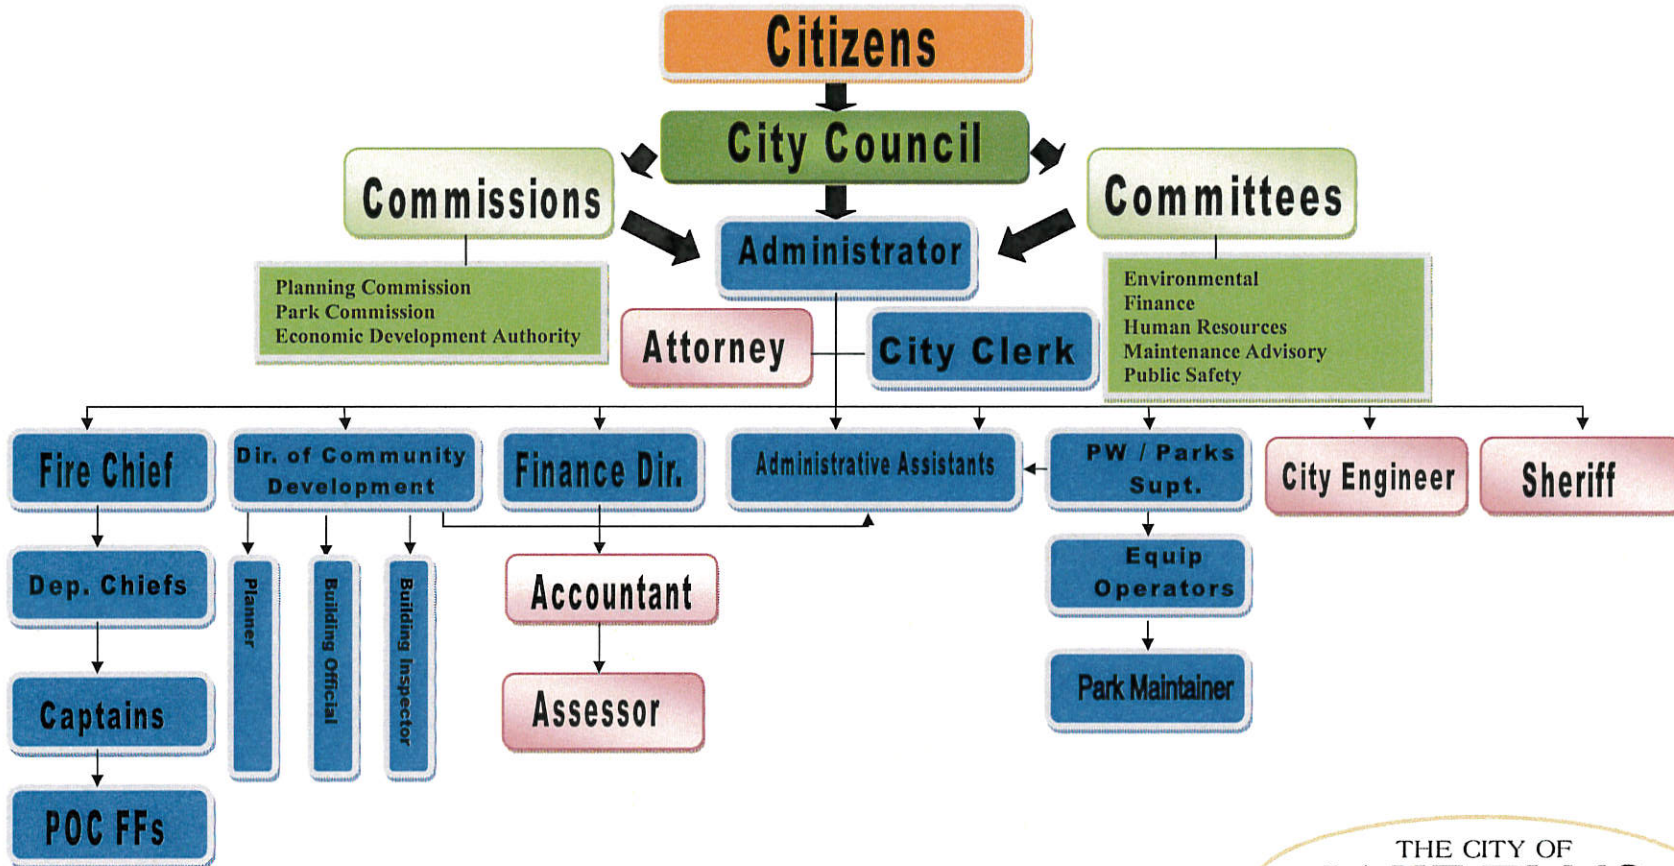 Citizens
City Council
Commissions
Committees
Administrator
Planning Commission
Park Commission
Economic Development Authority
Environmental
Finance
Human Resources
Maintenance Advisory
Public Safety
Attorney
City Clerk
Fire Chief
Dir. of Community
Development
Finance Dir.
Administrative Assistants
PW / Parks
Supt.
City Engineer
Sheriff
Dep. Chiefs
Planner
Building Official
Building Inspector
Accountant
Equip
Operators
Captains
Assessor
Park Maintainer
POC FFs
THE CITY OF